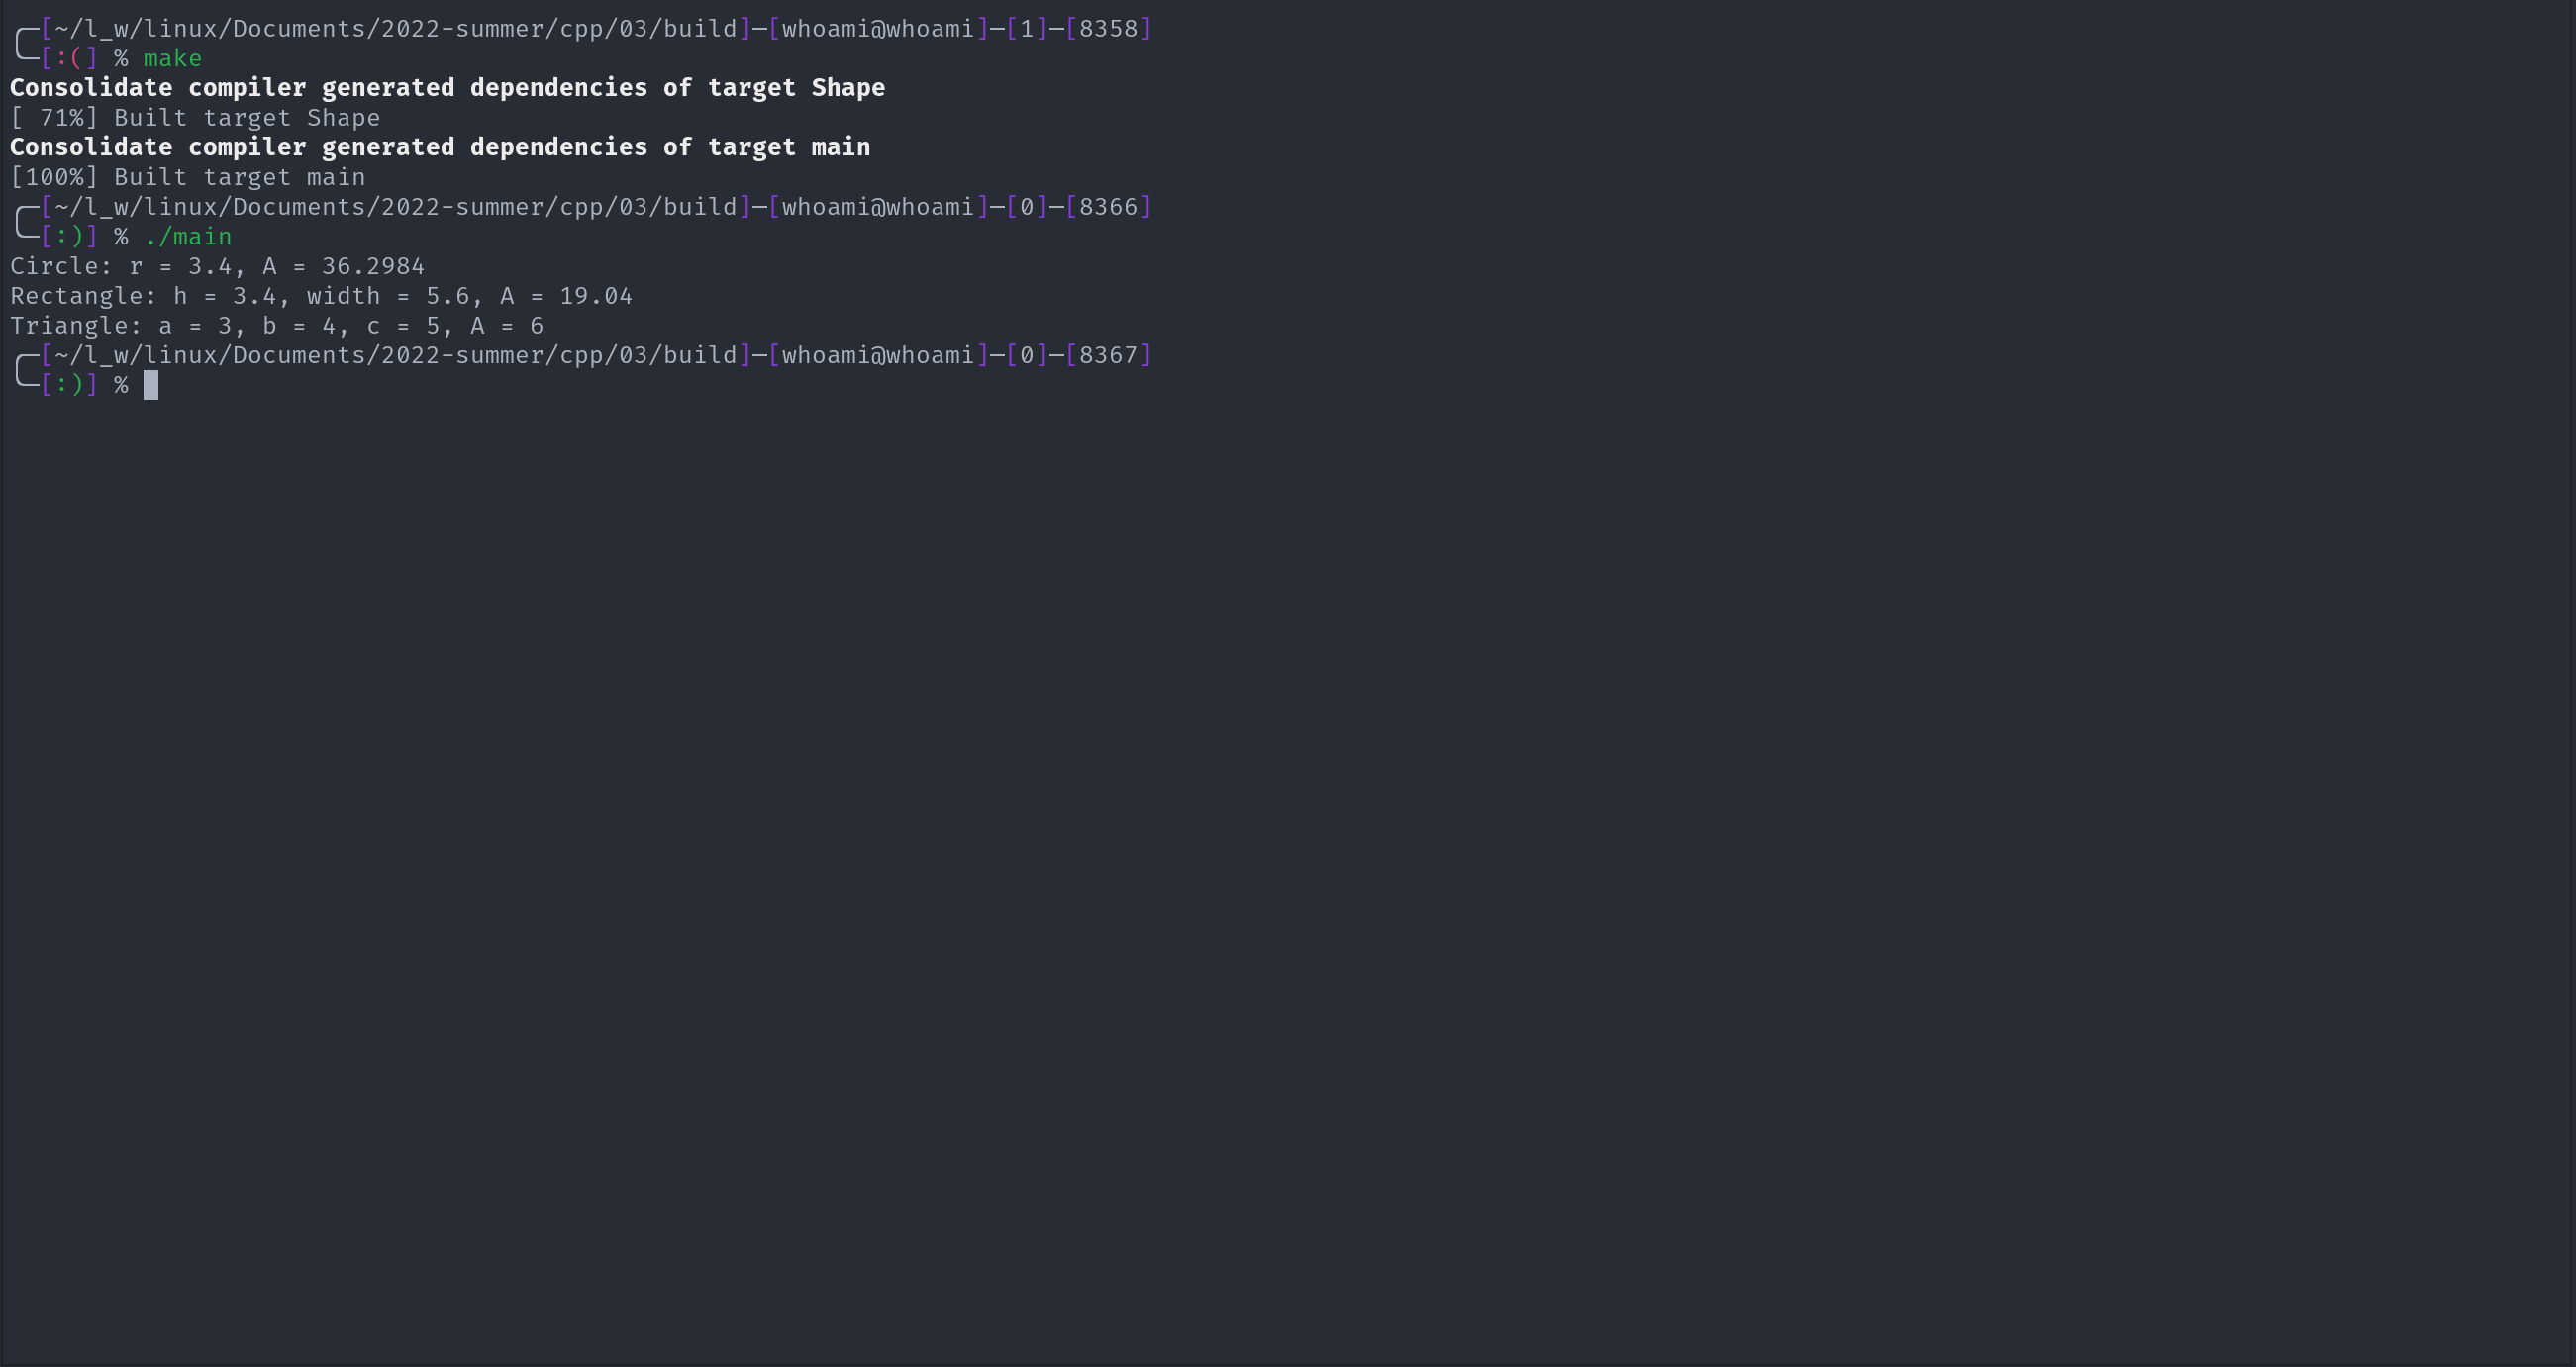 ╭─[~/l_w/linux/Documents/2022-summer/cpp/03/build]─[whoami@whoami]─[1]─[8358]
╰─[:(] % make
Consolidate compiler generated dependencies of target Shape
[ 71%] Built target Shape
Consolidate compiler generated dependencies of target main
[100%] Built target main
╭─[~/l_w/linux/Documents/2022-summer/cpp/03/build]─[whoami@whoami]─[0]─[8366]
╰─[:)] % ./main
Circle: r = 3.4, A = 36.2984
Rectangle: h = 3.4, width = 5.6, A = 19.04
Triangle: a = 3, b = 4, c = 5, A = 6
╭─[~/l_w/linux/Documents/2022-summer/cpp/03/build]─[whoami@whoami]─[0]─[8367]
╰─[:)] %